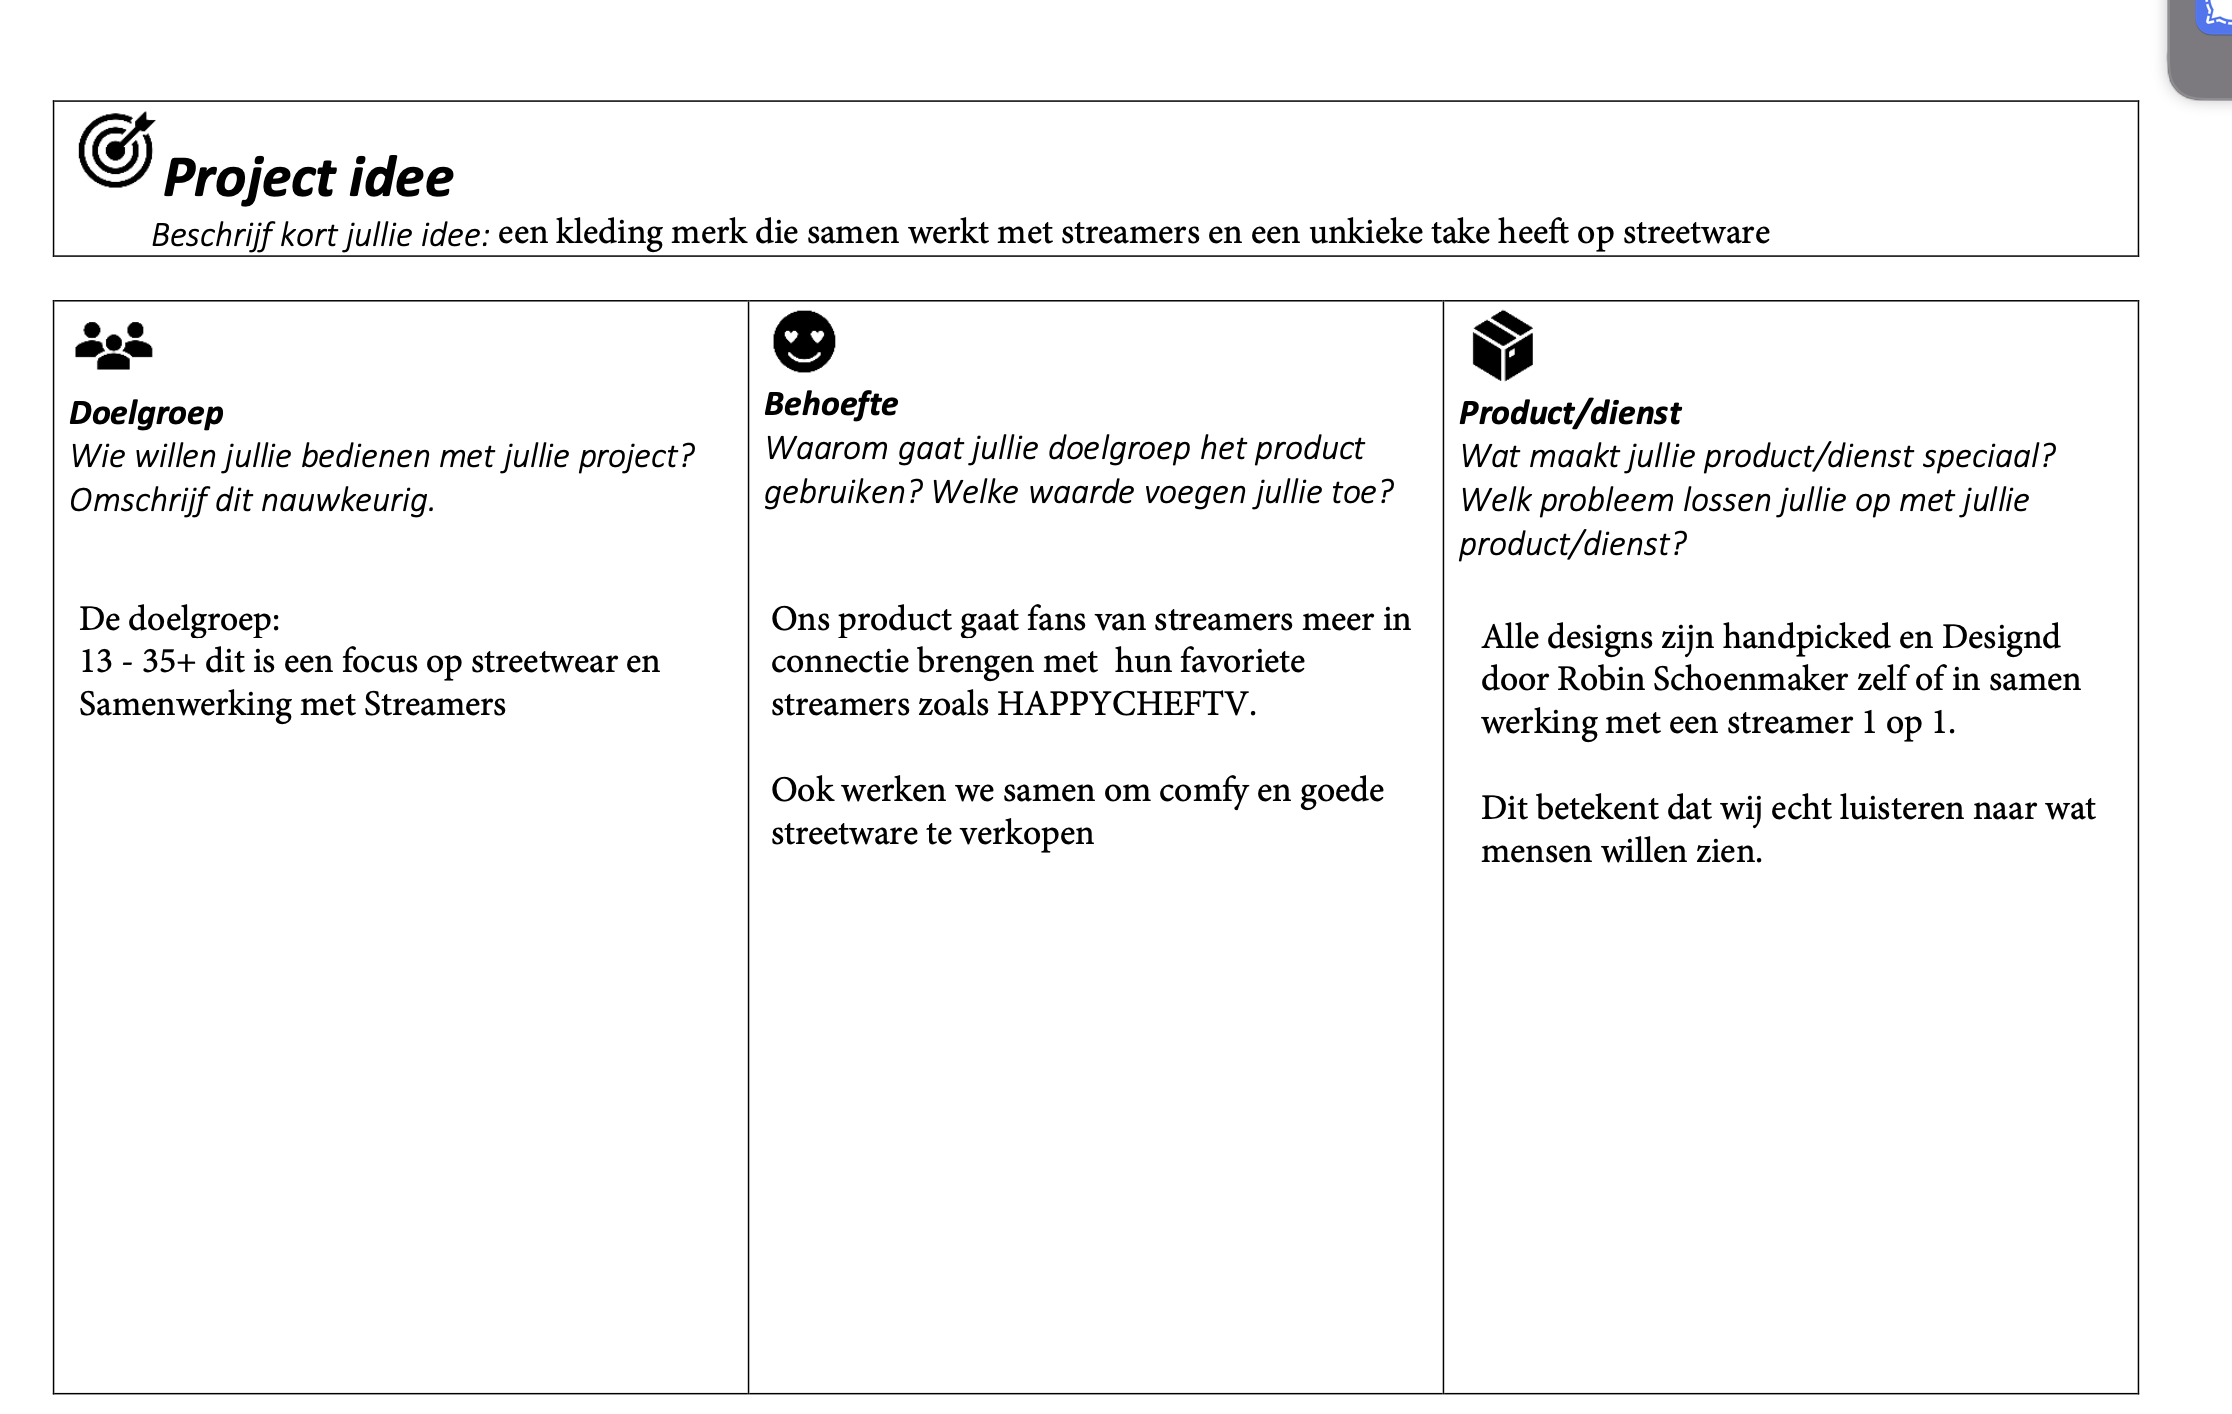 Project idee
Beschrijf kort jullie idee: een kleding merk die samen werkt met streamers en een unkieke take heeft op streetware
Doelgroep
Wie willen jullie bedienen met jullie project?
Omschrijf dit nauwkeurig.
De doelgroep:
13 - 35+ dit is een focus op streetwear en
Samenwerking met Streamers
Behoefte
Waarom gaat jullie doelgroep het product
gebruiken? Welke waarde voegen jullie toe?
Ons product gaat fans van streamers meer in
connectie brengen met  hun favoriete
streamers zoals HAPPYCHEFTV.
Ook werken we samen om comfy en goede
streetware te verkopen
Product/dienst
Wat maakt jullie product/dienst speciaal?
Welk probleem lossen jullie op met jullie
product/dienst?
Alle designs zijn handpicked en Designd
door Robin Schoenmaker zelf of in samen
werking met een streamer 1 op 1.
Dit betekent dat wij echt luisteren naar wat
mensen willen zien.